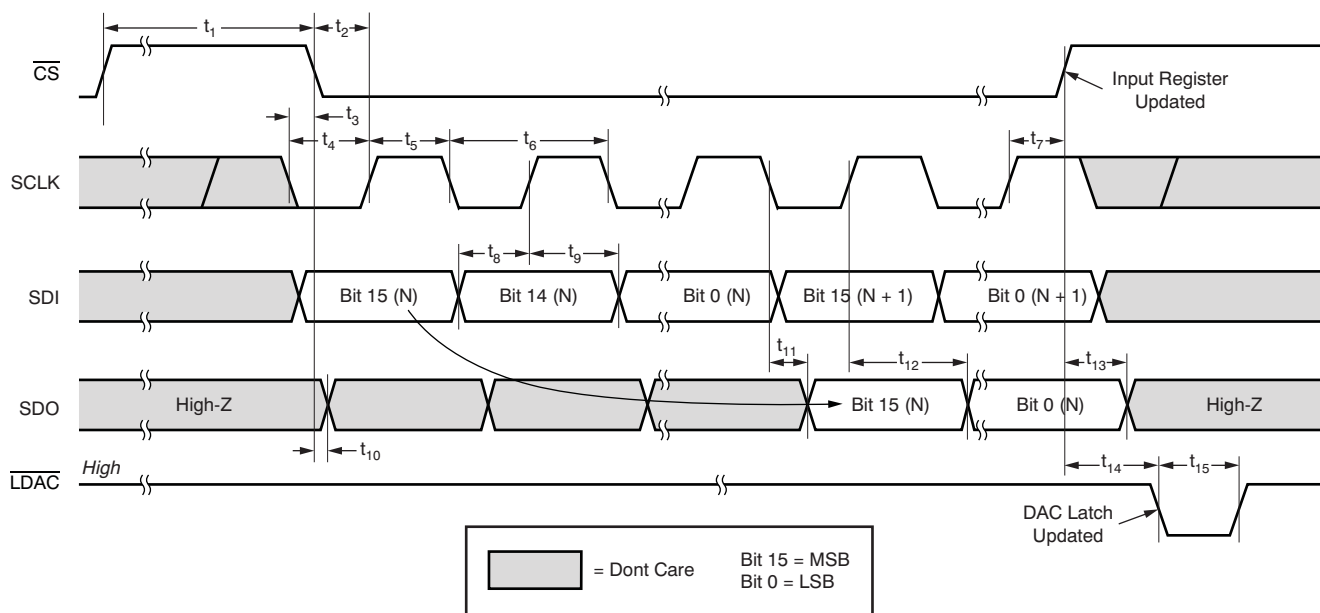 t1
t2
CS
Input Register
Updated
t3
t4
t5
t6
t7
SCLK
t8
t9
SDI
Bit 15 (N)
Bit 14 (N)
Bit 0 (N)
Bit 15 (N + 1)
Bit 0 (N + 1)
t11
t12
t13
SDO
High-Z
Bit 15 (N)
Bit 0 (N)
High-Z
t10
High
LDAC
t14
t15
DAC Latch
Updated
= Dont Care
Bit 15 = MSB
Bit 0 = LSB